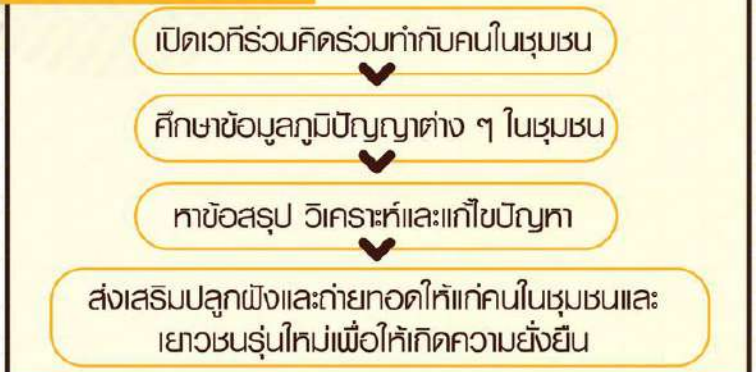 เปิดเวทีร่วมคิดร่วมทำกับคนในชุมชน
ศึกษาข้อมูลภูมิปัญญาต่าง ๆ ในชุมชน
หาข้อสรุป วิเคราะห์และแก้ไขปัญหา
ส่งเสริมปลูกฝังและถ่ายทอดให้แก่คนในชุมชนและ
เยาวชนรุ่นใหม่เพื่อให้เกิดความยั่งยืน